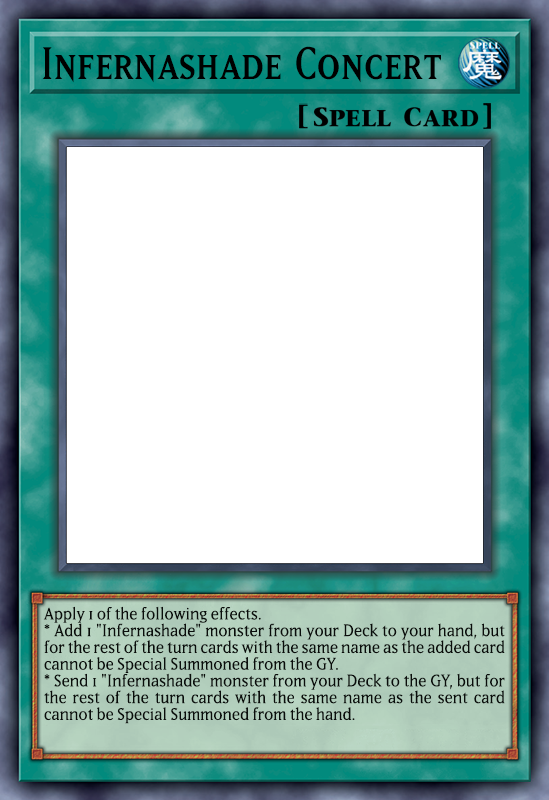 Infernashade Concert
SPELL
魔
[Spell Card]
Apply 1 of the following effects.
* Add 1 "Infernashade" monster from your Deck to your hand, but
for the rest of the turn cards with the same name as the added card
cannot be Special Summoned from the GY.
* Send 1 "Infernashade" monster from your Deck to the GY, but for
the rest of the turn cards with the same name as the sent card
cannot be Special Summoned from the hand.